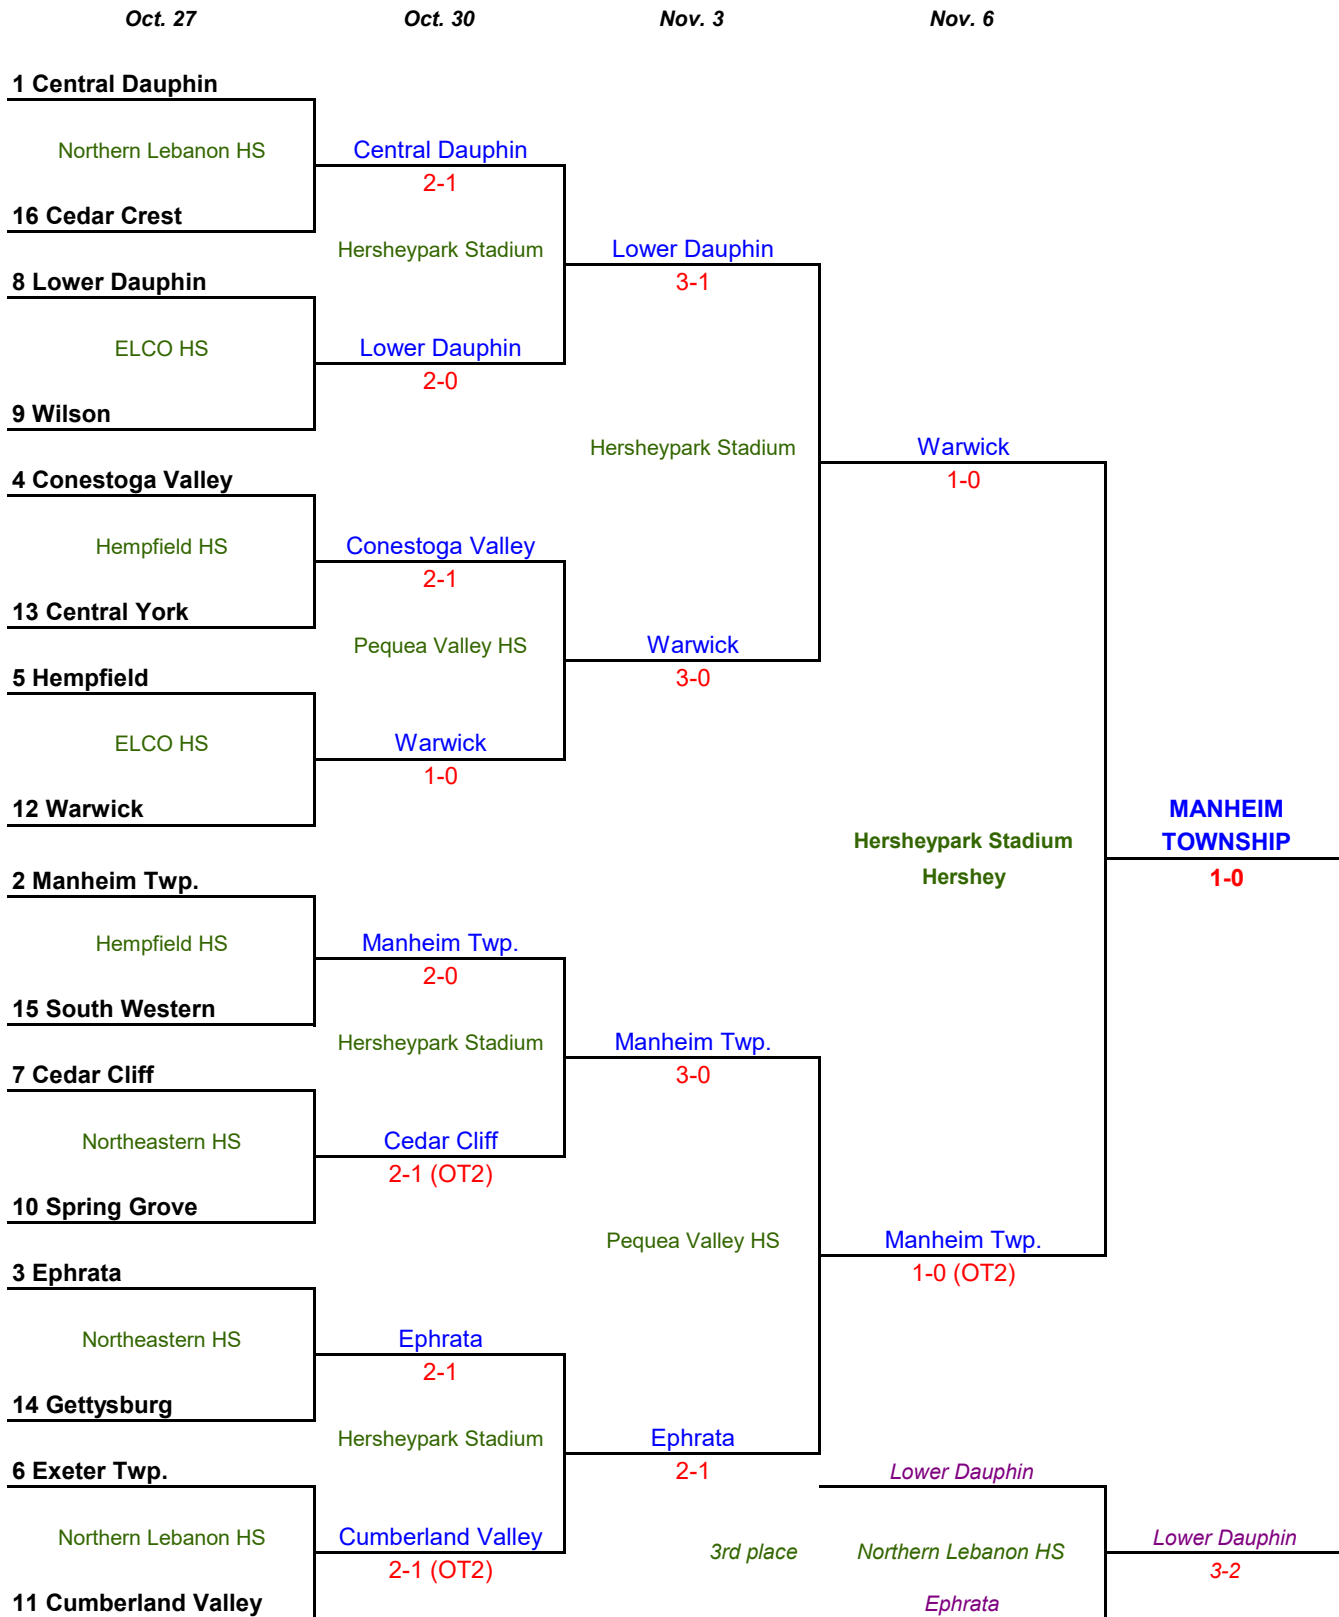 Oct. 27 Oct. 30 Nov. 3 Nov. 6
1 Central Dauphin
Northern Lebanon HS
Central Dauphin
2-1
16 Cedar Crest
Hersheypark Stadium
Lower Dauphin
3-1
8 Lower Dauphin
ELCO HS
Lower Dauphin
2-0
9 Wilson
Hersheypark Stadium
Warwick
1-0
4 Conestoga Valley
Hempfield HS
Conestoga Valley
2-1
13 Central York
Pequea Valley HS
Warwick
3-0
5 Hempfield
ELCO HS
Warwick
1-0
12 Warwick
MANHEIM
TOWNSHIP
1-0
Hersheypark Stadium
Hershey
2 Manheim Twp.
Hempfield HS
Manheim Twp.
2-0
15 South Western
Hersheypark Stadium
Manheim Twp.
3-0
7 Cedar Cliff
Northeastern HS
Cedar Cliff
2-1 (OT2)
10 Spring Grove
Pequea Valley HS
Manheim Twp.
1-0 (OT2)
3 Ephrata
Northeastern HS
Ephrata
2-1
14 Gettysburg
Hersheypark Stadium
Ephrata
2-1
6 Exeter Twp.
Northern Lebanon HS
Cumberland Valley
2-1 (OT2)
11 Cumberland Valley
Lower Dauphin
3rd place
Northern Lebanon HS
Lower Dauphin
3-2
Ephrata